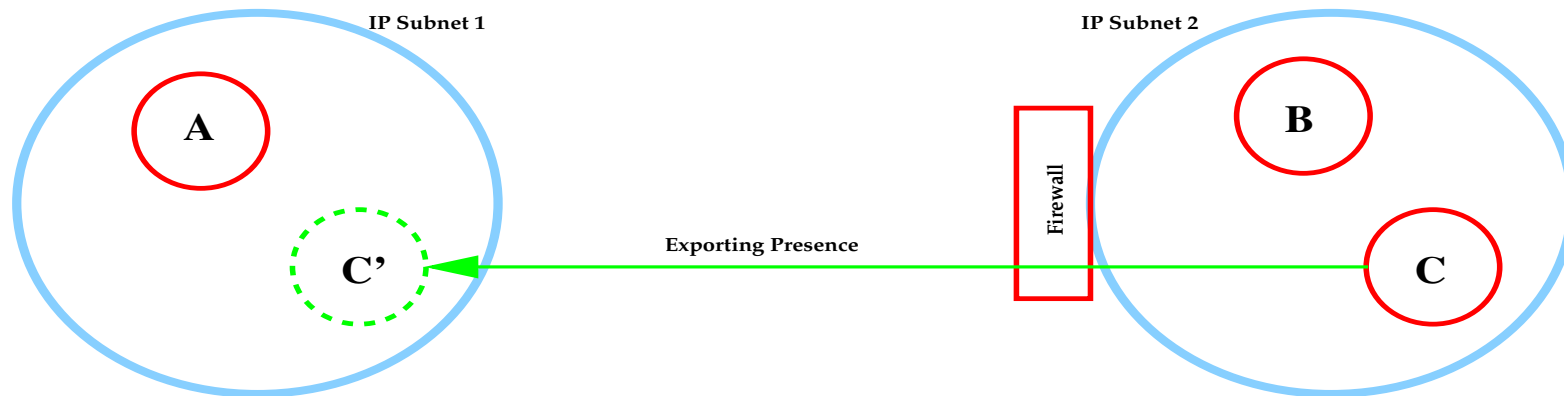 IP Subnet 1
IP Subnet 2
A
B
Firewall
Exporting Presence
C’
C